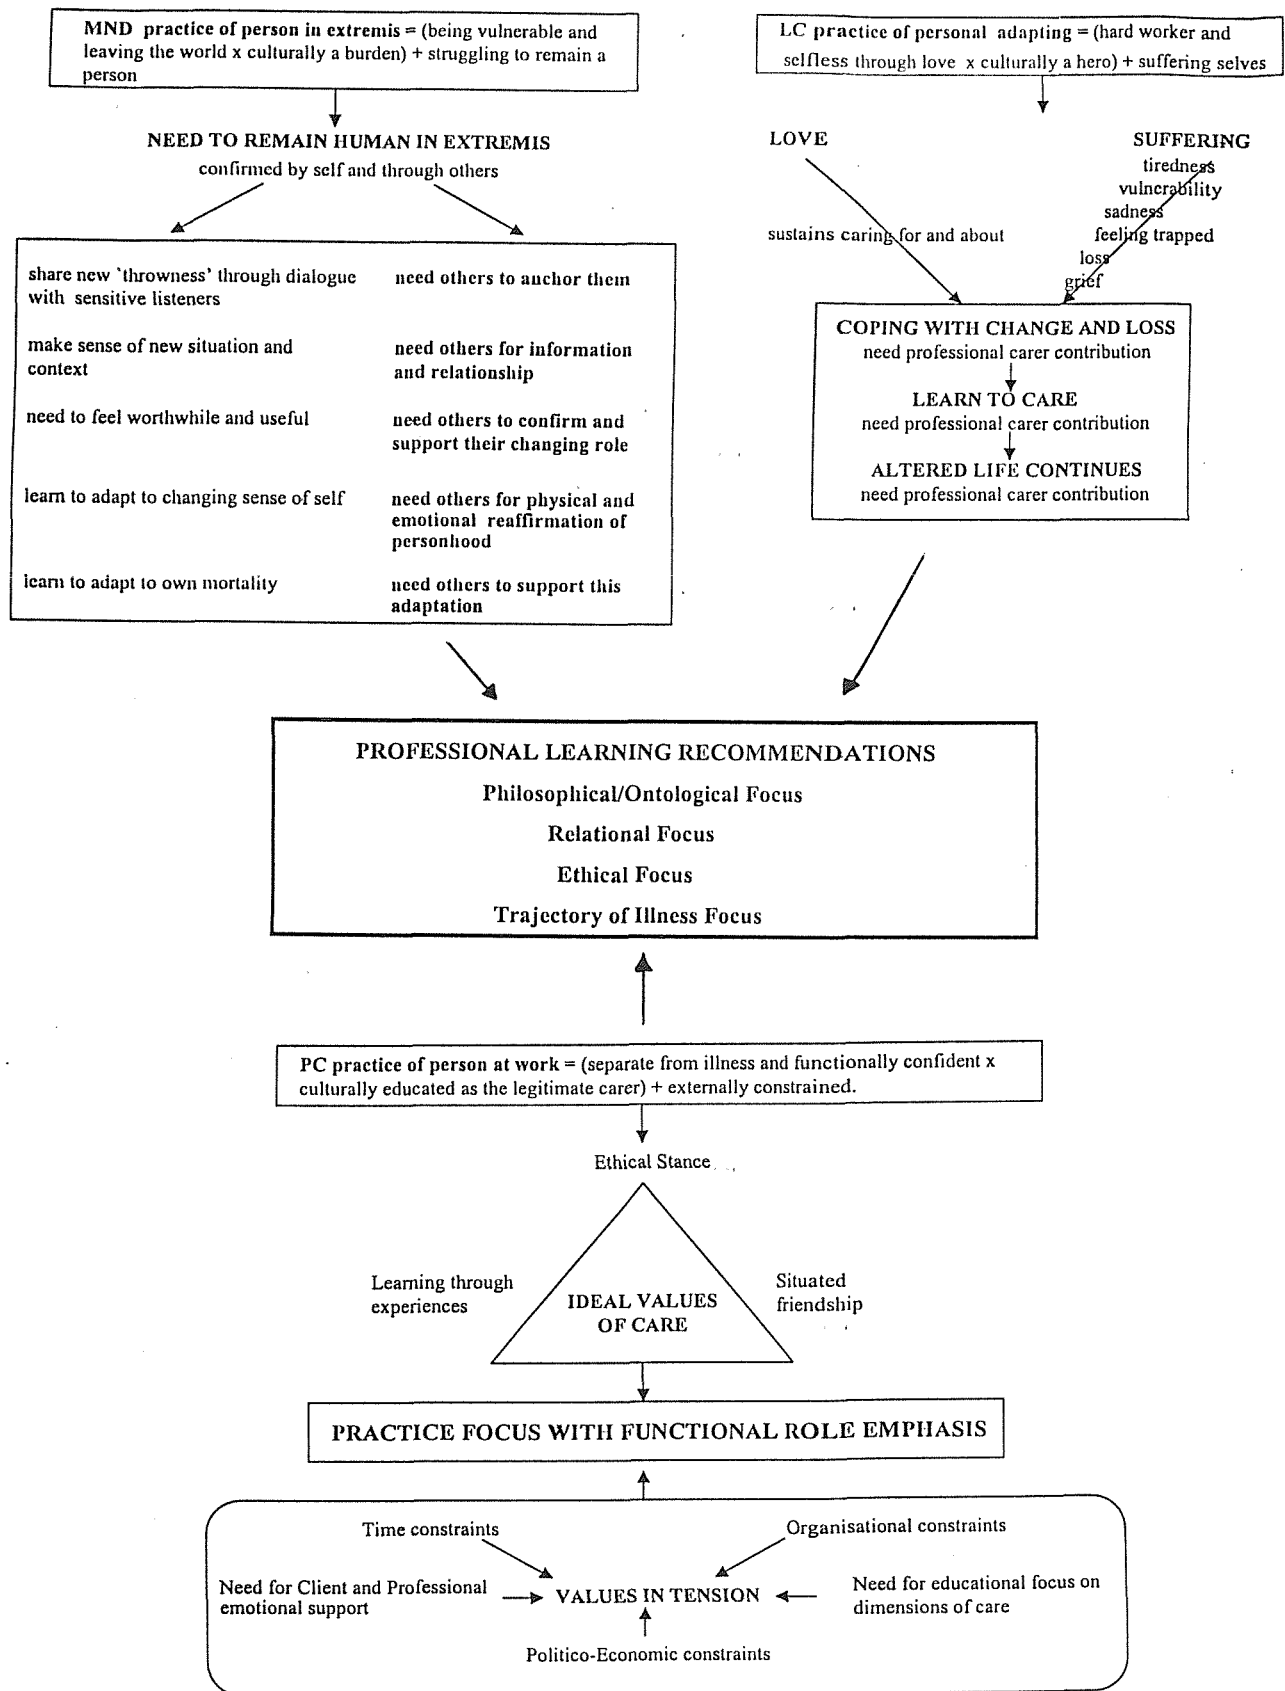 MND practice of person in extremis = (being vulnerable and
leaving the world x culturally a burden) + struggling to remain a
person
LC practice of personal adapting = (hard worker and
selfless through love x culturally a hero) + suffering selves
NEED TO REMAIN HUMAN IN EXTREMIS
confirmed by self and through others
LOVE
SUFFERING
tiredness
vulnerability
sadness
sustains caring for and about
feeling trapped
loss
grief
share new 'throwness' through dialogue
with sensitive listeners
need others to anchor them
make sense of new situation and
context
need others for information
and relationship
need to feel worthwhile and useful
need others to confirm and
support their changing role
learn to adapt to changing sense of self
need others for physical and
emotional reaffirmation of
personhood
learn to adapt to own mortality
need others to support this
adaptation
COPING WITH CHANGE AND LOSS
need professional carer contribution
LEARN TO CARE
need professional carer contribution
ALTERED LIFE CONTINUES
need professional carer contribution
PROFESSIONAL LEARNING RECOMMENDATIONS
Philosophical/Ontological Focus
Relational Focus
Ethical Focus
Trajectory of Illness Focus
PC practice of person at work = (separate from illness and functionally confident x
culturally educated as the legitimate carer) + externally constrained.
Ethical Stance
Learning through
experiences
IDEAL VALUES
OF CARE
Situated
friendship
PRACTICE FOCUS WITH FUNCTIONAL ROLE EMPHASIS
Time constraints
Organisational constraints
Need for Client and Professional
emotional support
VALUES IN TENSION
Need for educational focus on
dimensions of care
Politico-Economic constraints